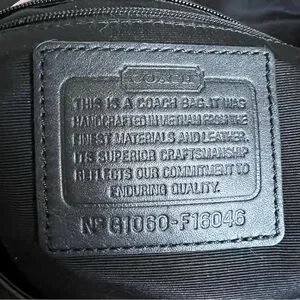 COACH
THIS IS A COACH BAG. IT WAS
HANDCRAFTED IN VIETNAM FROM THE
FINEST MATERIALS AND LEATHER.
ITS SUPERIOR CRAFTSMANSHIP
REFLECTS OUR COMMITMENT TO
ENDURING QUALITY.
Nº G1060-F16046